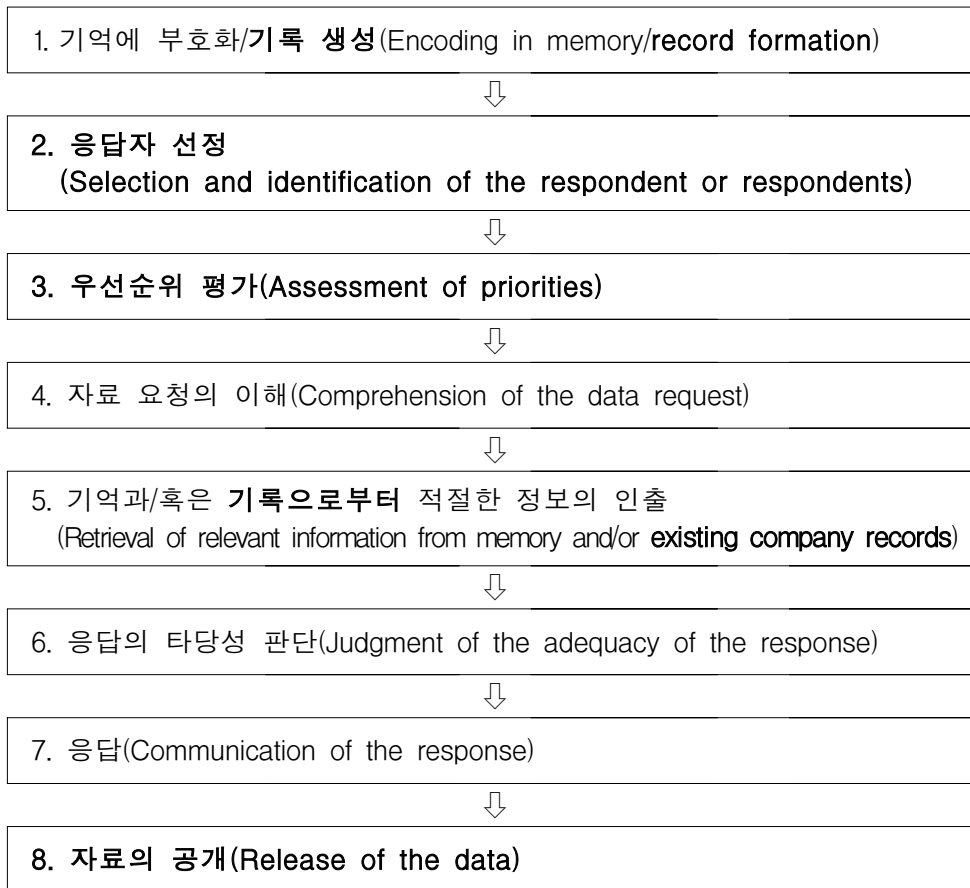 1. 기억에 부호화/기록 생성(Encoding in memory/record formation)
2. 응답자 선정
(Selection and identification of the respondent or respondents)
3. 우선순위 평가(Assessment of priorities)
4. 자료 요청의 이해(Comprehension of the data request)
5. 기억과/혹은 기록으로부터 적절한 정보의 인출
(Retrieval of relevant information from memory and/or existing company records)
6. 응답의 타당성 판단(Judgment of the adequacy of the response)
7. 응답(Communication of the response)
8. 자료의 공개(Release of the data)